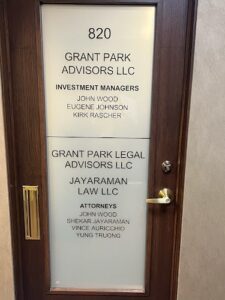 820
GRANT PARK
ADVISORS LLC
INVESTMENT MANAGERS
JOHN WOOD
EUGENE JOHNSON
KIRK RASCHER
GRANT PARK LEGAL
ADVISORS LLC
JAYARAMAN
LAW LLC
ATTORNEYS
JOHN WOOD
SHEKAR JAYARAMAN
VINCE AURICCHIO
YUNG TRUONG